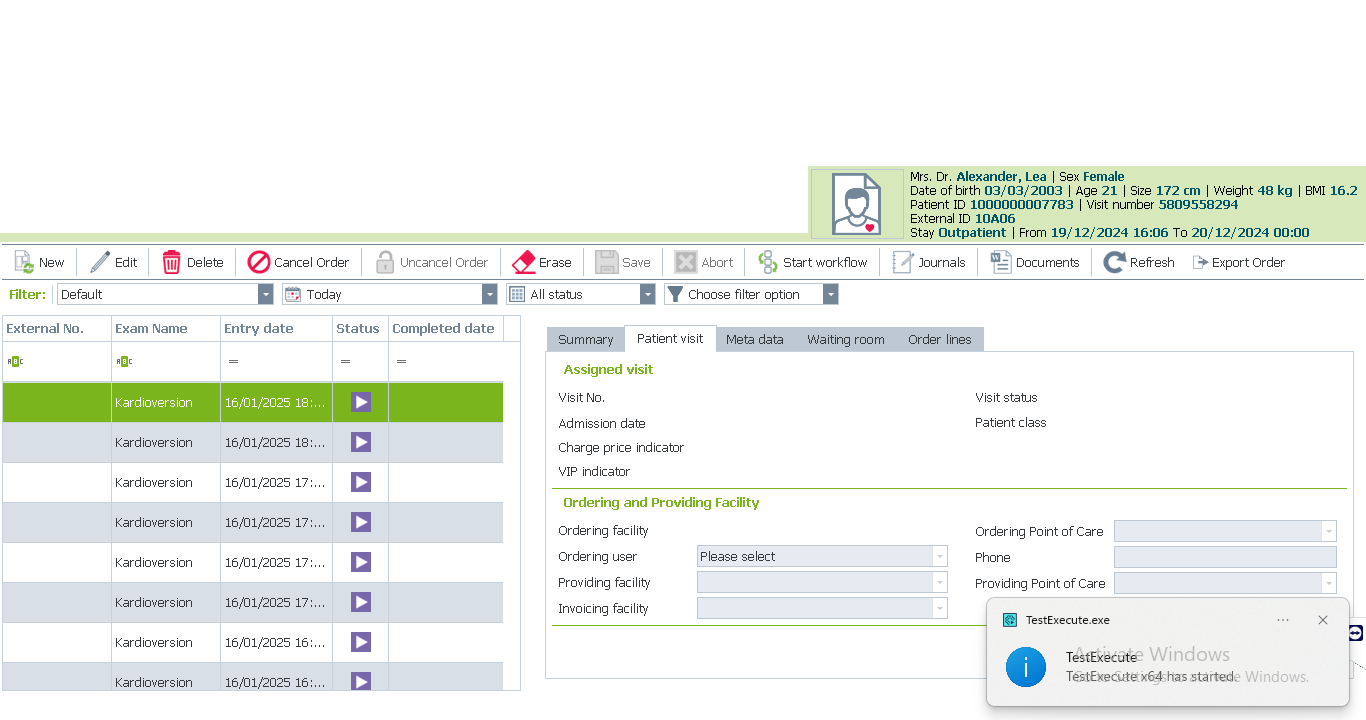 Mrs. Dr. Alexander, Lea | Sex Female
Date of birth 03/03/2003 | Age 21 | Size 172 cm | Weight 48 kg | BMI 16.2
Patient ID 1000000007783 | Visit number 5809558294
External ID 10A06
Stay Outpatient | From 19/12/2024 16:06 To 20/12/2024 00:00
New Edit Delete Cancel Order Uncancel Order Erase Save Abort Start workflow Journals Documents Refresh Export Order
Filter: Default Today All status Choose filter option
External No. Exam Name Entry date Status Completed date
ABC ABC = = =
Kardioversion 16/01/2025 18:...
Kardioversion 16/01/2025 18:...
Kardioversion 16/01/2025 17:...
Kardioversion 16/01/2025 17:...
Kardioversion 16/01/2025 17:...
Kardioversion 16/01/2025 17:...
Kardioversion 16/01/2025 16:...
Kardioversion 16/01/2025 16:...
Summary Patient visit Meta data Waiting room Order lines
Assigned visit
Visit No. Visit status
Admission date Patient class
Charge price indicator
VIP indicator
Ordering and Providing Facility
Ordering facility Ordering Point of Care
Ordering user Please select Phone
Providing facility Providing Point of Care
Invoicing facility
TestExecute.exe
TestExecute
TestExecute x64 has started.
Activate Windows
Go to Settings to activate Windows.